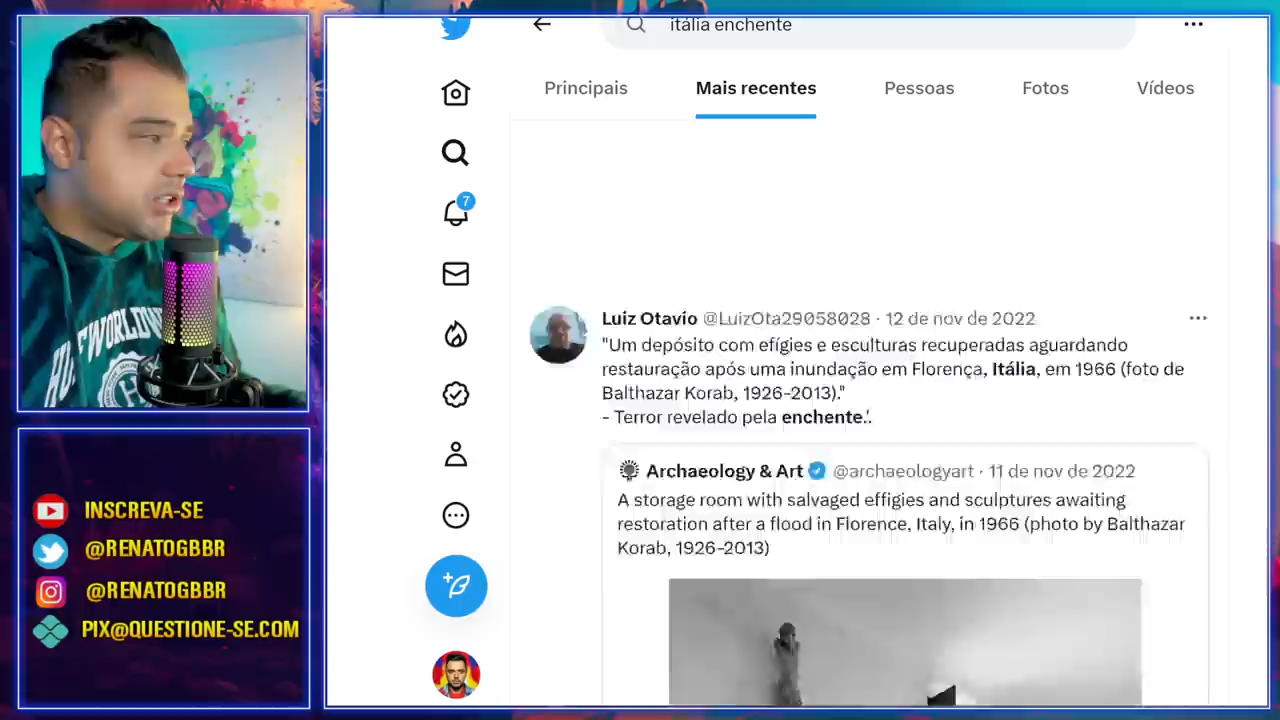 itália enchente
Principais
Mais recentes
Pessoas
Fotos
Vídeos
7
Luiz Otavio @LuizOta29058028 · 12 de nov de 2022
"Um depósito com efígies e esculturas recuperadas aguardando
restauração após uma inundação em Florença, Itália, em 1966 (foto de
Balthazar Korab, 1926-2013)."
- Terror revelado pela enchente.'.
Archaeology & Art @archaeologyart · 11 de nov de 2022
A storage room with salvaged effigies and sculptures awaiting
restoration after a flood in Florence, Italy, in 1966 (photo by Balthazar
Korab, 1926-2013)
INSCREVA-SE
@RENATOGBBR
@RENATOGBBR
PIX@QUESTIONE-SE.COM